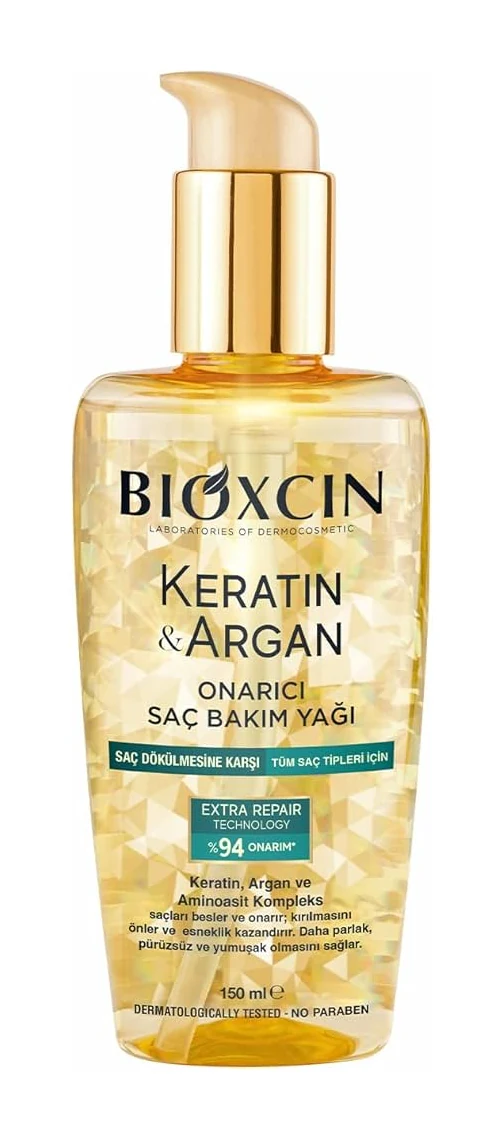 BIOXCIN
LABORATORIES OF DERMOCOSMETIC
KERATIN
& ARGAN
ONARICI
SAÇ BAKIM YAĞI
SAÇ DÖKÜLMESİNE KARŞI TÜM SAÇ TİPLERİ İÇİN
EXTRA REPAIR
TECHNOLOGY
%94 ONARIM*
Keratin, Argan ve
Aminoasit Kompleks
saçları besler ve onarır; kırılmasını
önler ve esneklik kazandırır. Daha parlak,
pürüzsüz ve yumuşak olmasını sağlar.
150 ml ℮
DERMATOLOGICALLY TESTED - NO PARABEN